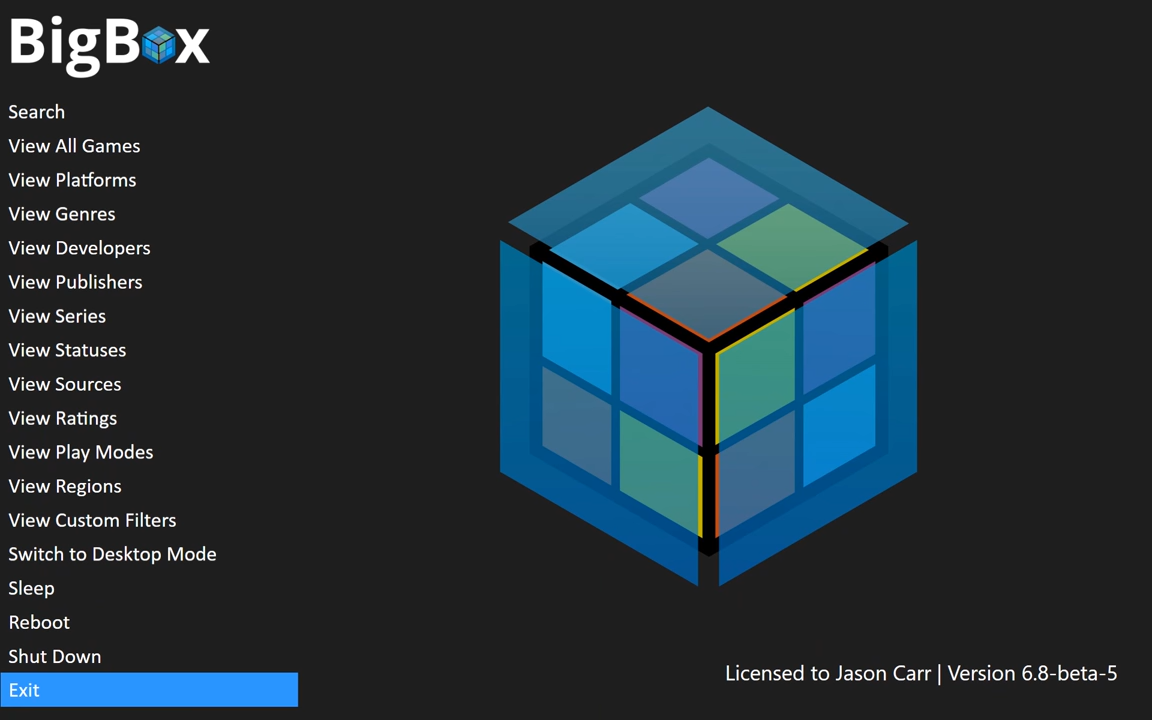 BigBox
Search
View All Games
View Platforms
View Genres
View Developers
View Publishers
View Series
View Statuses
View Sources
View Ratings
View Play Modes
View Regions
View Custom Filters
Switch to Desktop Mode
Sleep
Reboot
Shut Down
Exit
Licensed to Jason Carr | Version 6.8-beta-5